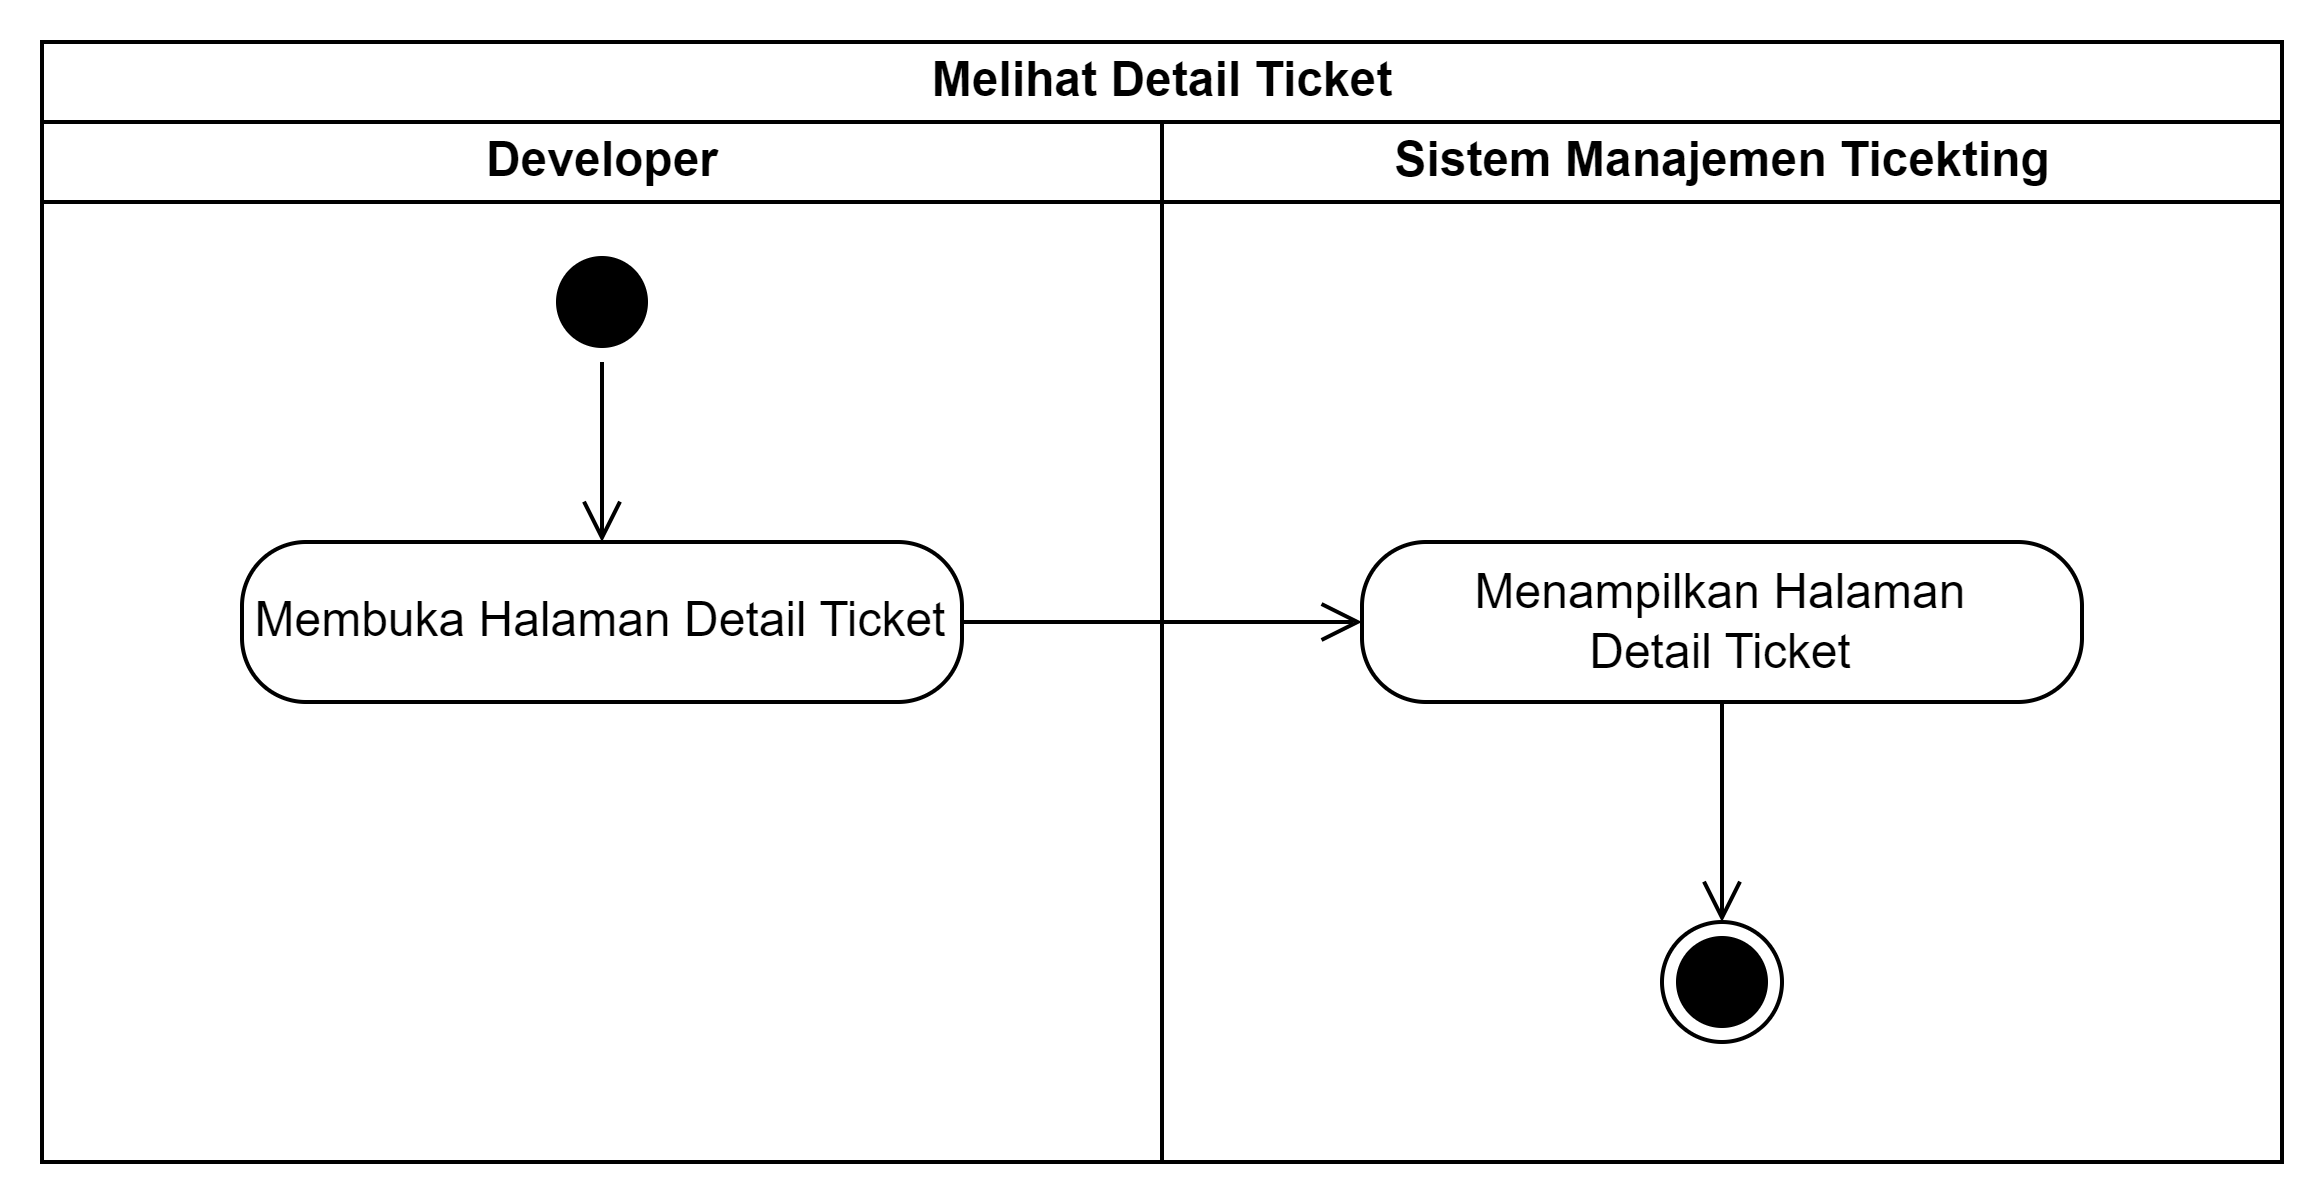 Melihat Detail Ticket
Developer
Sistem Manajemen Ticekting
Membuka Halaman Detail Ticket
Menampilkan Halaman
Detail Ticket